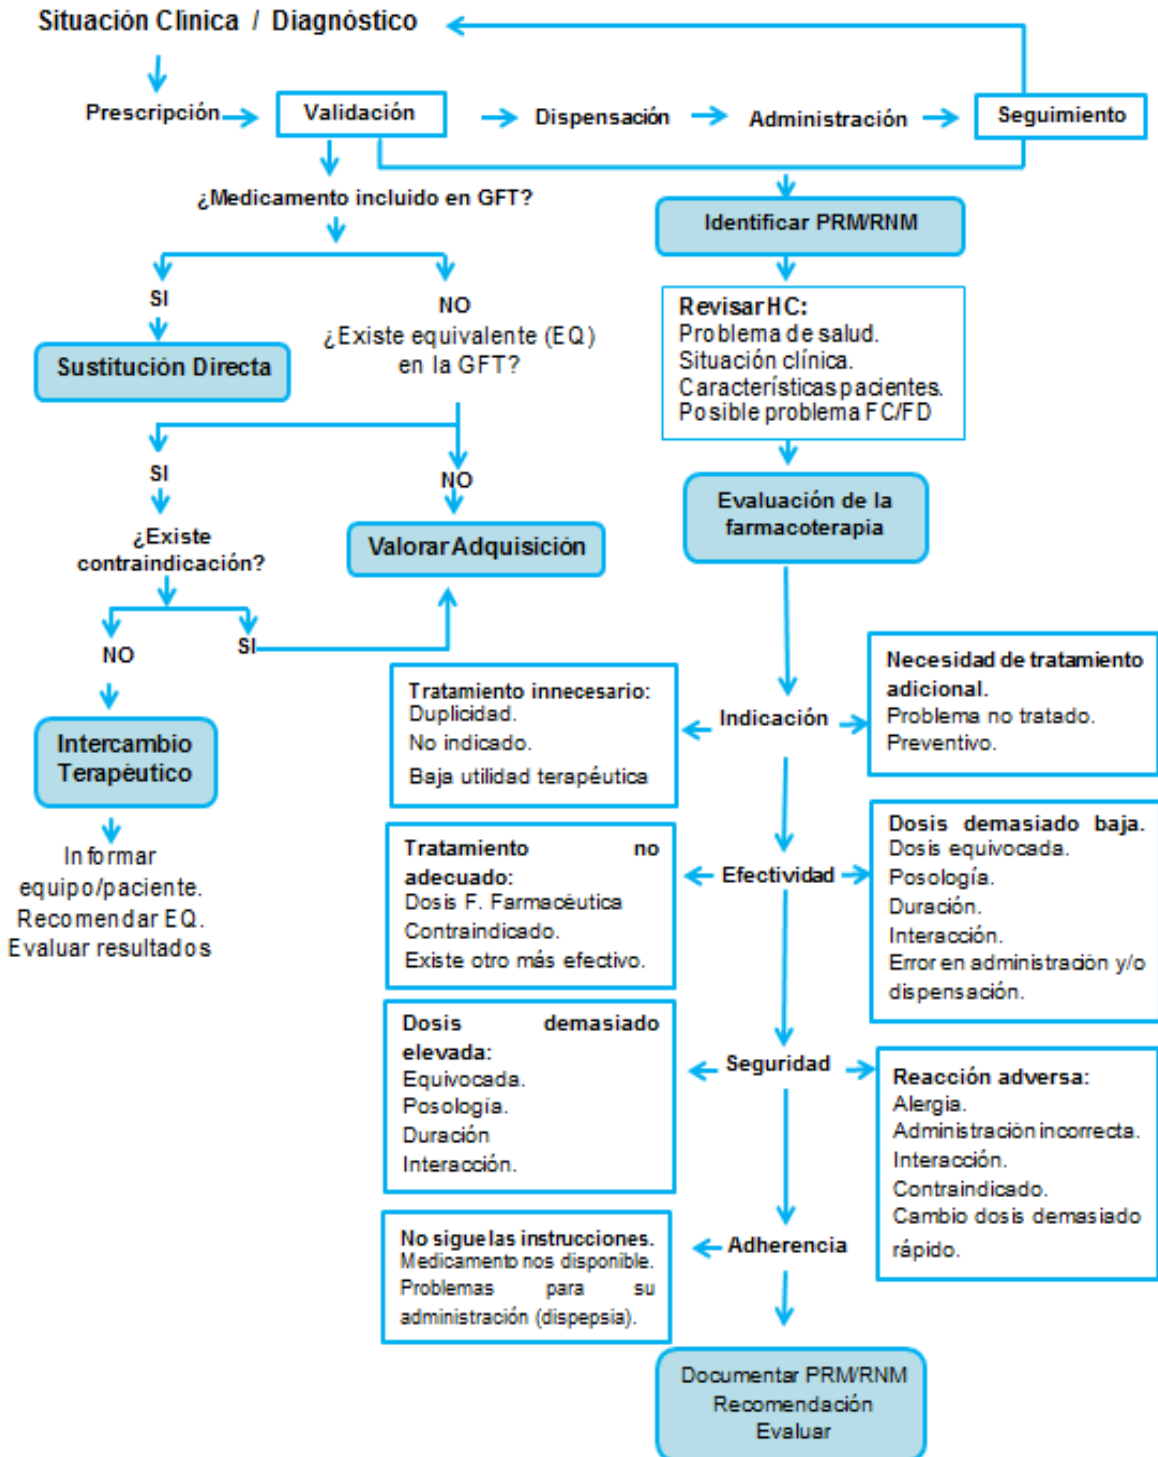 Situación Clínica / Diagnóstico
Prescripción
Validación
Dispensación
Administración
Seguimiento
¿Medicamento incluido en GFT?
SI
Sustitución Directa
NO
¿Existe equivalente (EQ)
en la GFT?
SI
NO
¿Existe
contraindicación?
Valorar Adquisición
NO
SI
Intercambio
Terapéutico
Informar
equipo/paciente.
Recomendar EQ.
Evaluar resultados
Identificar PRM/RNM
Revisar HC:
Problema de salud.
Situación clínica.
Características pacientes.
Posible problema FC/FD
Evaluación de la
farmacoterapia
Indicación
Tratamiento innecesario:
Duplicidad.
No indicado.
Baja utilidad terapéutica
Necesidad de tratamiento
adicional.
Problema no tratado.
Preventivo.
Efectividad
Tratamiento no
adecuado:
Dosis F. Farmacéutica
Contraindicado.
Existe otro más efectivo.
Dosis demasiado baja.
Dosis equivocada.
Posología.
Duración.
Interacción.
Error en administración y/o
dispensación.
Seguridad
Dosis demasiado
elevada:
Equivocada.
Posología.
Duración
Interacción.
Reacción adversa:
Alergia.
Administración incorrecta.
Interacción.
Contraindicado.
Cambio dosis demasiado
rápido.
Adherencia
No sigue las instrucciones.
Medicamento nos disponible.
Problemas para su
administración (dispepsia).
Documentar PRM/RNM
Recomendación
Evaluar